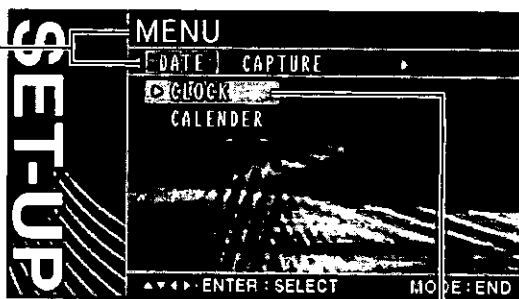 SET-UP
MENU
DATE CAPTURE
CLOCK
CALENDER
ENTER : SELECT MODE : END